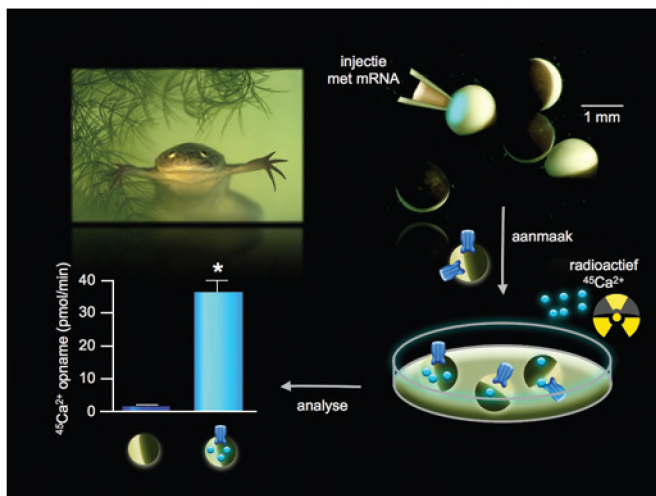 injectie
met mRNA
1 mm
aanmaak
radioactief
⁴⁵Ca²⁺
⁴⁵Ca²⁺ opname (pmol/min)
40
30
20
10
0
*
analyse